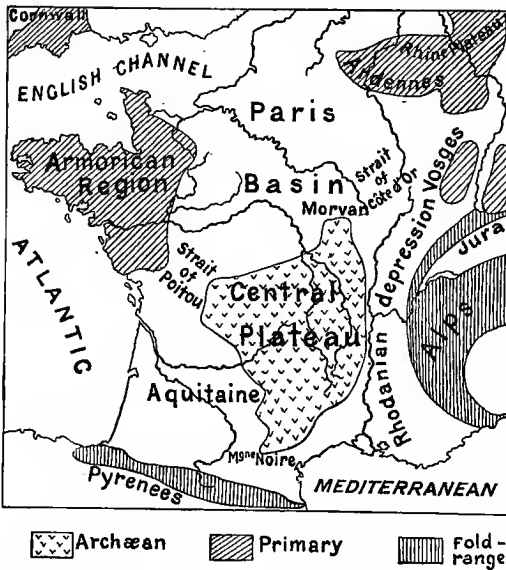 Cornwall
ENGLISH CHANNEL
Rhine Plateau
Ardennes
Paris
Basin
Armorican
Region
Strait of Côte d'Or
Morvan
Vosges
Jura
Strait of Poitou
Central
Plateau
Rhodanian depression
Alps
ATLANTIC
Aquitaine
Mgne Noire
Pyrenees
MEDITERRANEAN
Archæan
Primary
Fold-
range